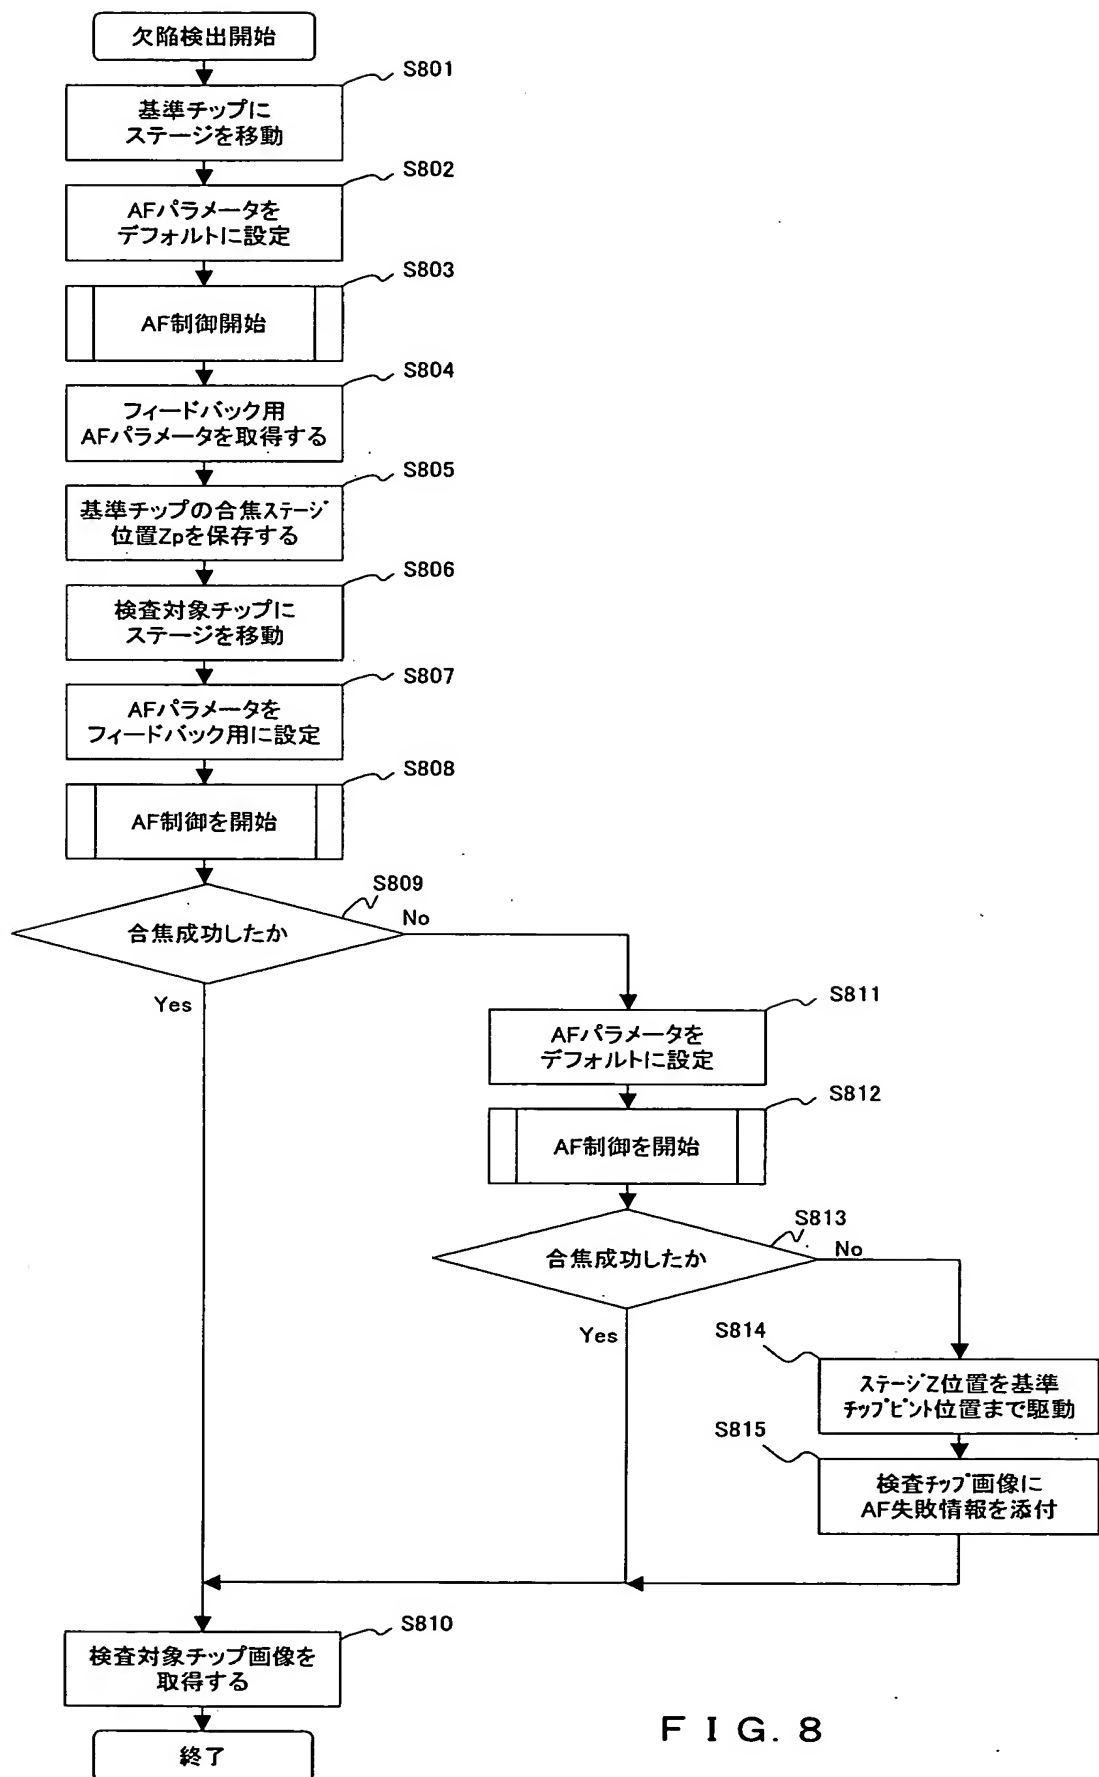 欠陥検出開始
S801
基準チップに
ステージを移動
S802
AFパラメータを
デフォルトに設定
S803
AF制御開始
S804
フィードバック用
AFパラメータを取得する
S805
基準チップの合焦ステージ
位置Zpを保存する
S806
検査対象チップに
ステージを移動
S807
AFパラメータを
フィードバック用に設定
S808
AF制御を開始
S809
合焦成功したか
No
Yes
S811
AFパラメータを
デフォルトに設定
S812
AF制御を開始
S813
合焦成功したか
No
Yes
S814
ステージZ位置を基準
チップピント位置まで駆動
S815
検査チップ画像に
AF失敗情報を添付
S810
検査対象チップ画像を
取得する
終了
FIG. 8